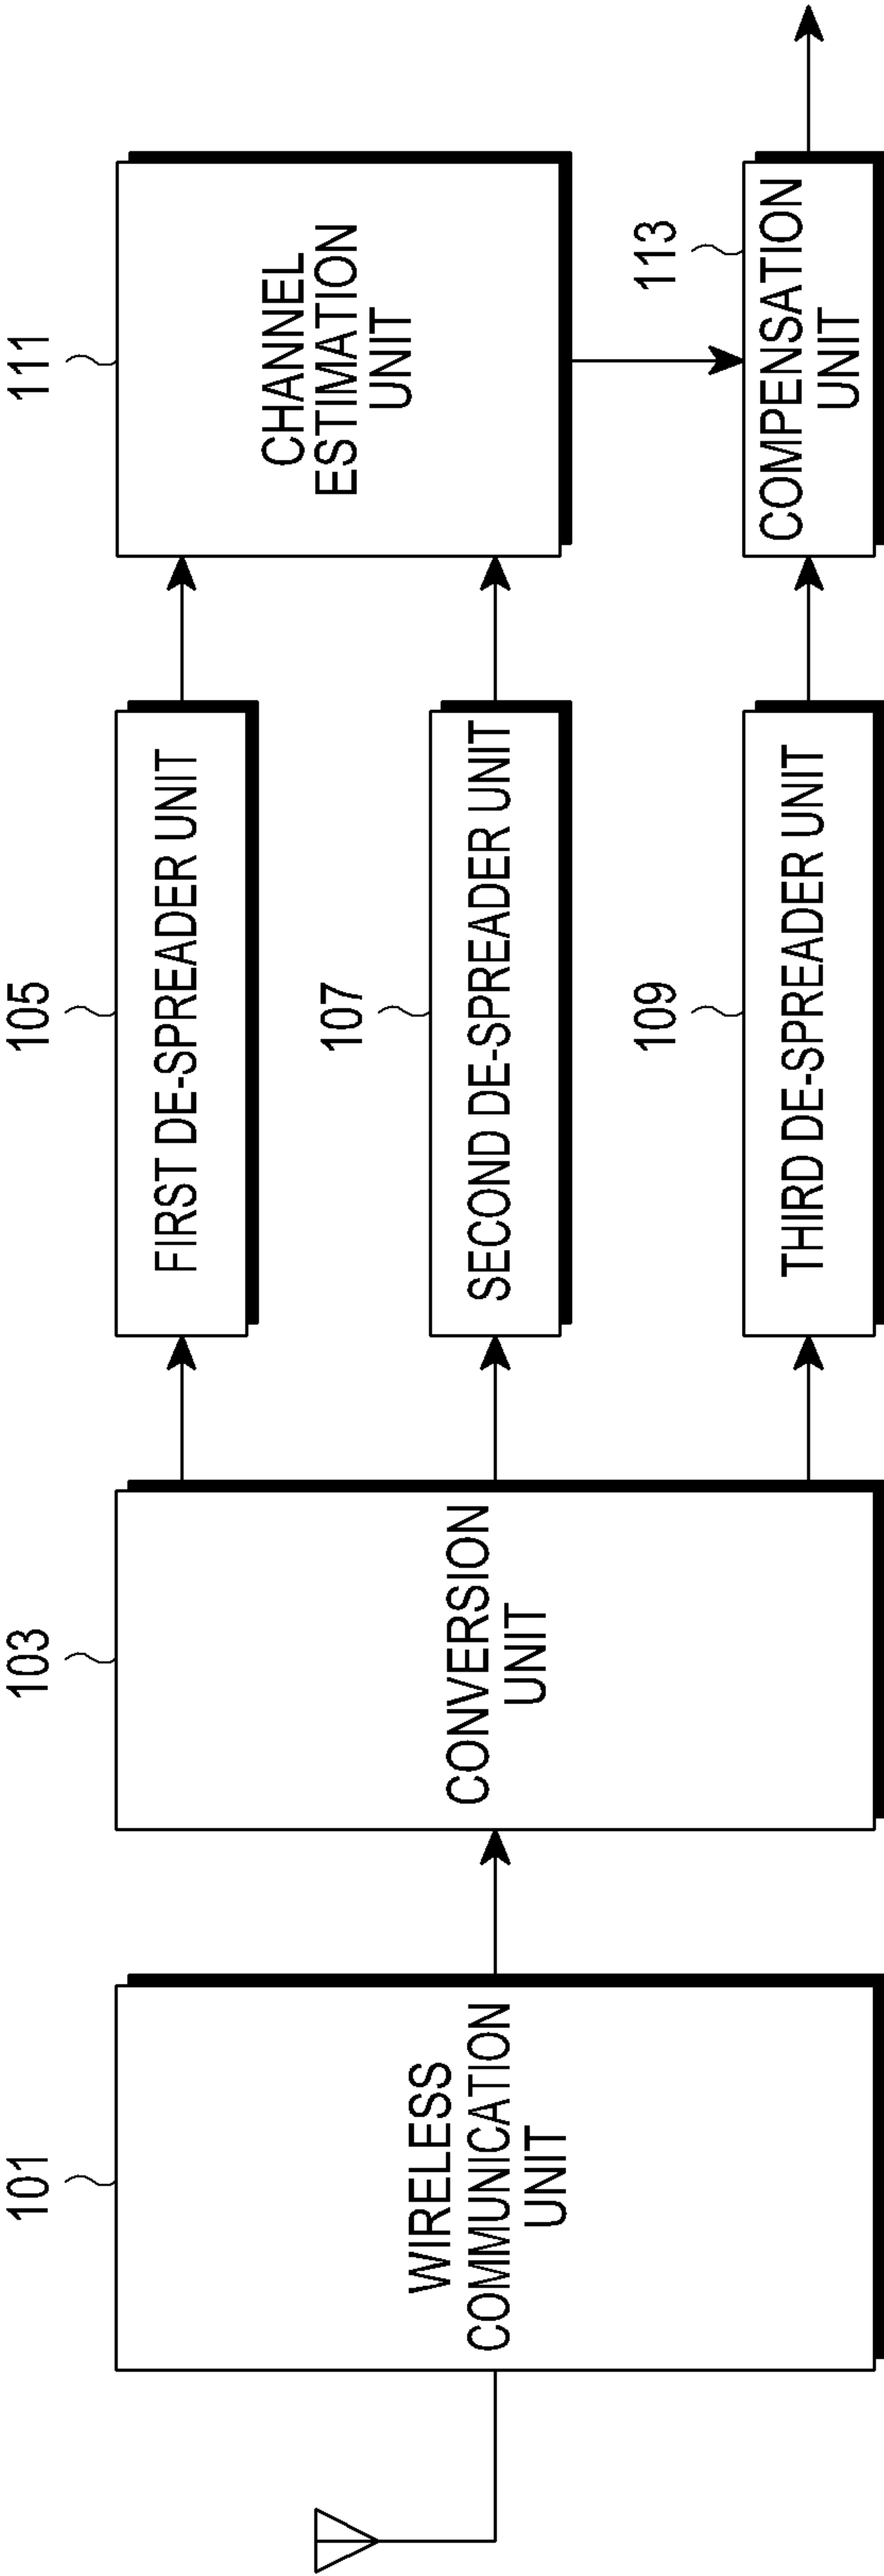 101
WIRELESS
COMMUNICATION
UNIT
103
CONVERSION
UNIT
105
FIRST DE-SPREADER UNIT
107
SECOND DE-SPREADER UNIT
109
THIRD DE-SPREADER UNIT
111
CHANNEL
ESTIMATION
UNIT
113
COMPENSATION
UNIT